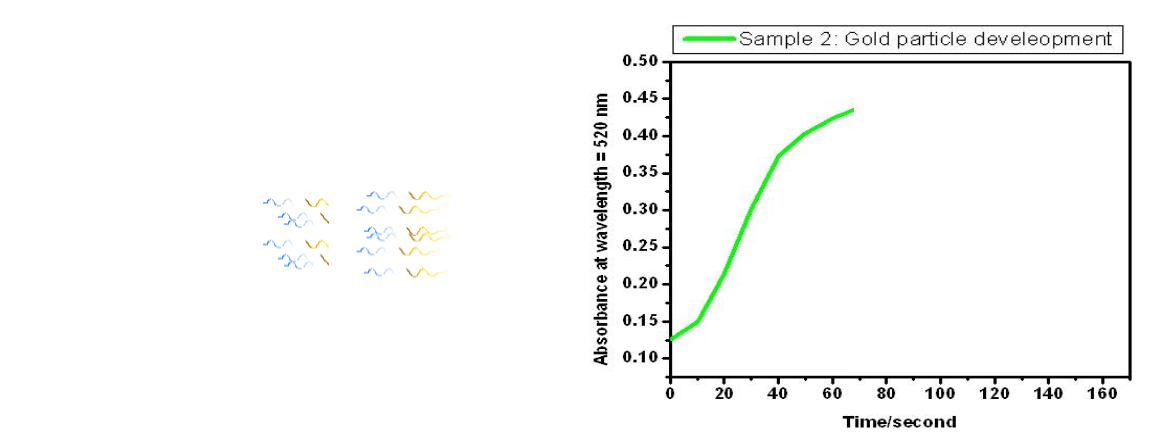 Sample 2: Gold particle develeopment
0.50
0.45
0.40
0.35
0.30
0.25
0.20
0.15
0.10
Absorbance at wavelength = 520 nm
0 20 40 60 80 100 120 140 160
Time/second